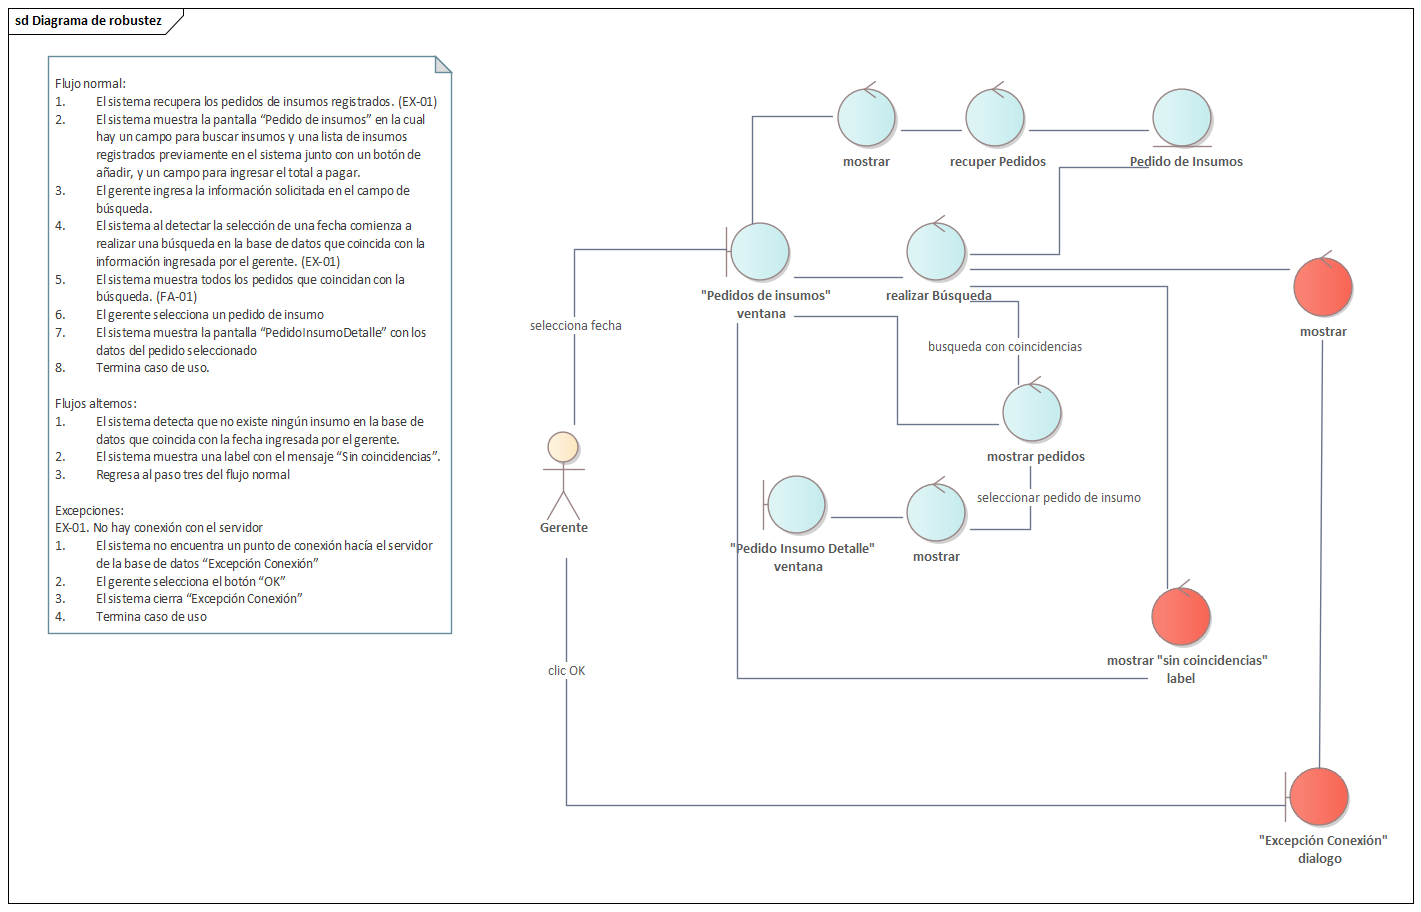 sd Diagrama de robustez
Flujo normal:
1. El sistema recupera los pedidos de insumos registrados. (EX-01)
2. El sistema muestra la pantalla “Pedido de insumos” en la cual
hay un campo para buscar insumos y una lista de insumos
registrados previamente en el sistema junto con un botón de
añadir, y un campo para ingresar el total a pagar.
3. El gerente ingresa la información solicitada en el campo de
búsqueda.
4. El sistema al detectar la selección de una fecha comienza a
realizar una búsqueda en la base de datos que coincida con la
información ingresada por el gerente. (EX-01)
5. El sistema muestra todos los pedidos que coincidan con la
búsqueda. (FA-01)
6. El gerente selecciona un pedido de insumo
7. El sistema muestra la pantalla “PedidoInsumoDetalle” con los
datos del pedido seleccionado
8. Termina caso de uso.
Flujos alternos:
1. El sistema detecta que no existe ningún insumo en la base de
datos que coincida con la fecha ingresada por el gerente.
2. El sistema muestra una label con el mensaje “Sin coincidencias”.
3. Regresa al paso tres del flujo normal
Excepciones:
EX-01. No hay conexión con el servidor
1. El sistema no encuentra un punto de conexión hacía el servidor
de la base de datos “Excepción Conexión”
2. El gerente selecciona el botón “OK”
3. El sistema cierra “Excepción Conexión”
4. Termina caso de uso
mostrar
recuper Pedidos
Pedido de Insumos
"Pedidos de insumos"
ventana
realizar Búsqueda
mostrar
selecciona fecha
busqueda con coincidencias
mostrar pedidos
seleccionar pedido de insumo
Gerente
"Pedido Insumo Detalle"
ventana
mostrar
mostrar "sin coincidencias"
label
clic OK
"Excepción Conexión"
dialogo